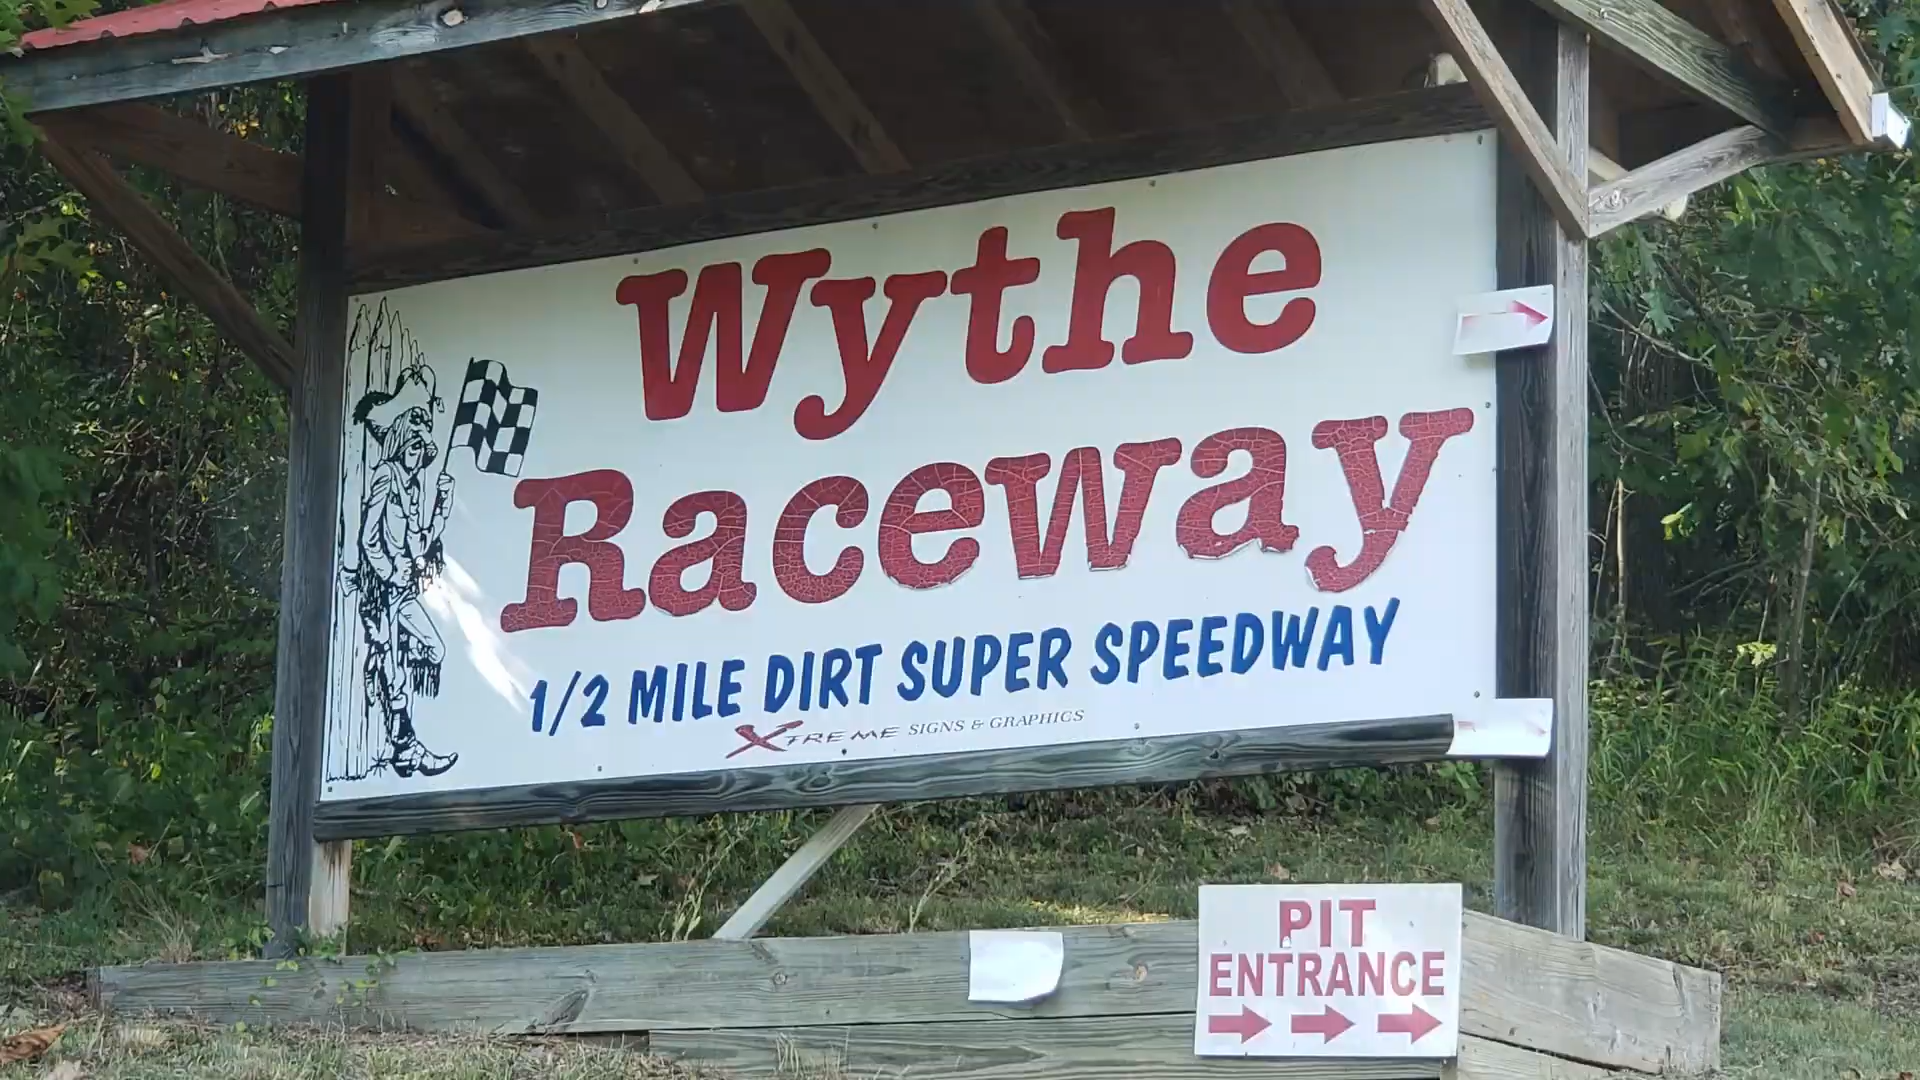 Wythe
Raceway
1/2 MILE DIRT SUPER SPEEDWAY
XTREME SIGNS & GRAPHICS
PIT
ENTRANCE